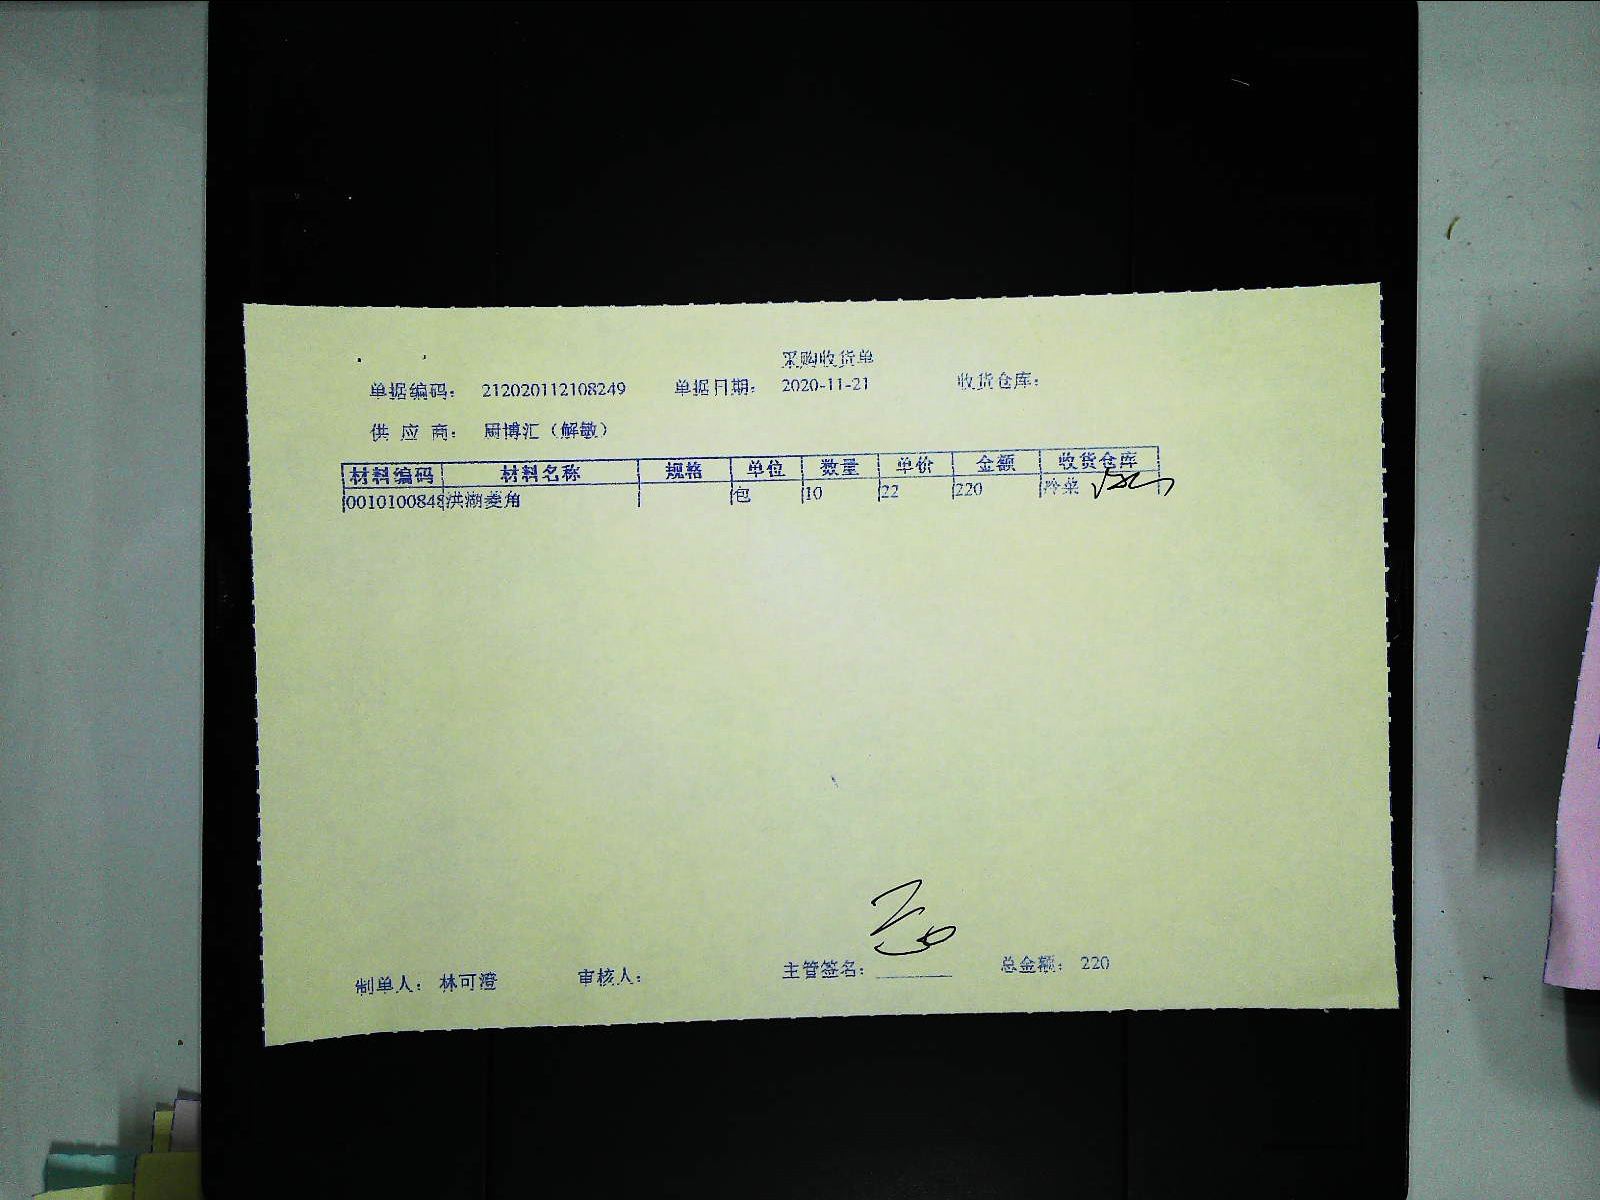 采购收货单
单据编码： 212020112108249 单据日期： 2020-11-21 收货仓库：
供 应 商： 厨博汇（解敏）
材料编码 材料名称 规格 单位 数量 单价 金额 收货仓库
0010100848 洪湖菱角 包 10 22 220 冷菜
制单人： 林可澄 审核人： 主管签名： 总金额： 220